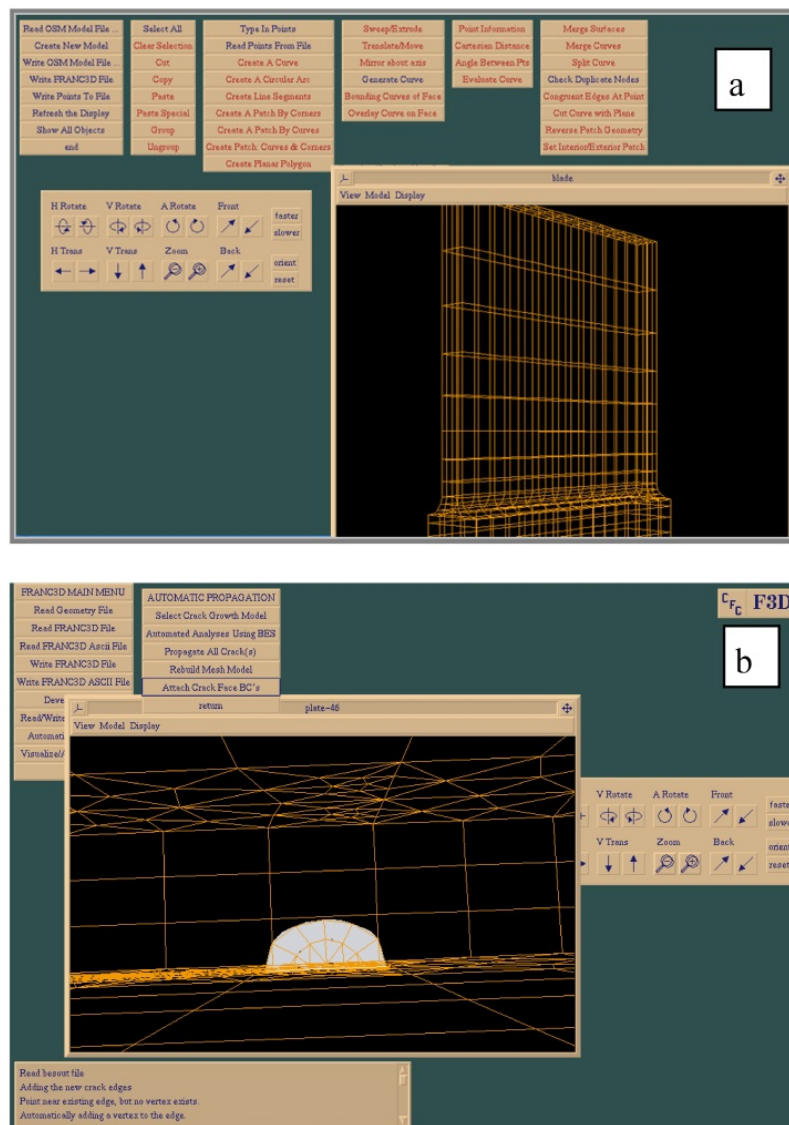 Read OSM Model File ...
Create New Model
Write OSM Model File ...
Write FRANC3D File
Write Points To File
Refresh the Display
Show All Objects
end
Select All
Clear Selection
Cut
Copy
Paste
Paste Special
Group
Ungroup
Type In Points
Read Points From File
Create A Curve
Create A Circular Arc
Create Line Segments
Create A Patch By Corners
Create A Patch By Curves
Create Patch: Curves & Corners
Create Planar Polygon
Sweep/Extrude
Translate/Move
Mirror about axis
Generate Curve
Bounding Curves of Face
Overlay Curve on Face
Point Information
Cartesian Distance
Angle Between Pts
Evaluate Curve
Merge Surfaces
Merge Curves
Split Curve
Check Duplicate Nodes
Congruent Edges At Point
Cut Curve with Plane
Reverse Patch Geometry
Set Interior/Exterior Patch
a
H Rotate V Rotate A Rotate Front
faster
slower
H Trans V Trans Zoom Back
orient
reset
blade
View Model Display
FRANC3D MAIN MENU
Read Geometry File
Read FRANC3D File
Read FRANC3D Ascii File
Write FRANC3D File
Write FRANC3D ASCII File
Deve
Read/Write
Automati
Visualize/A
AUTOMATIC PROPAGATION
Select Crack Growth Model
Automated Analyses Using BES
Propagate All Crack(s)
Rebuild Mesh Model
Attach Crack Face BC's
return
CFC F3D
b
plate-46
View Model Display
V Rotate A Rotate Front
faste
slowe
V Trans Zoom Back
orien
reset
Read besout file
Adding the new crack edges
Point near existing edge, but no vertex exists.
Automatically adding a vertex to the edge.